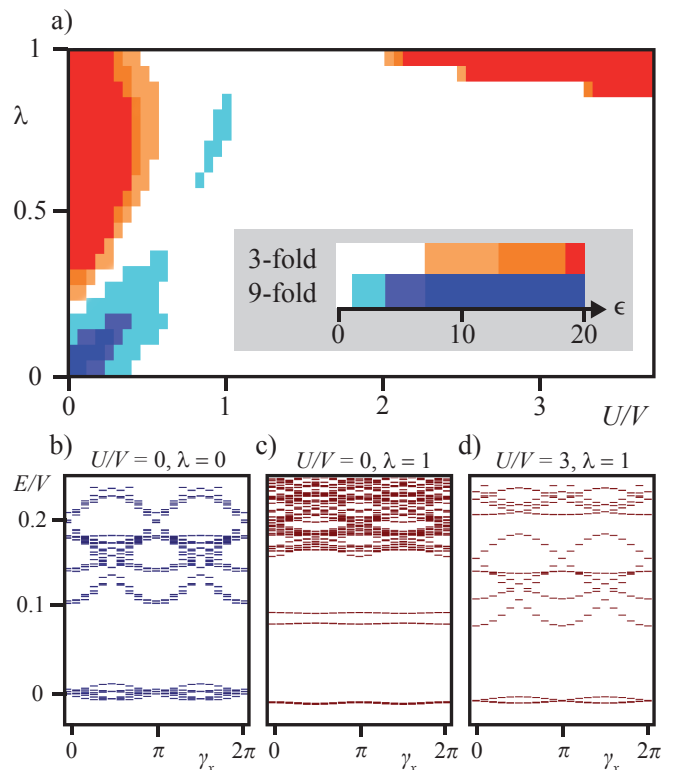 a)
1
λ
0.5
0
3-fold
9-fold
0 10 20 ϵ
0 1 2 3 U/V
b) c) d)
U/V = 0, λ = 0 U/V = 0, λ = 1 U/V = 3, λ = 1
E/V
0.2
0.1
0
0 π γx 2π 0 π γx 2π 0 π γx 2π